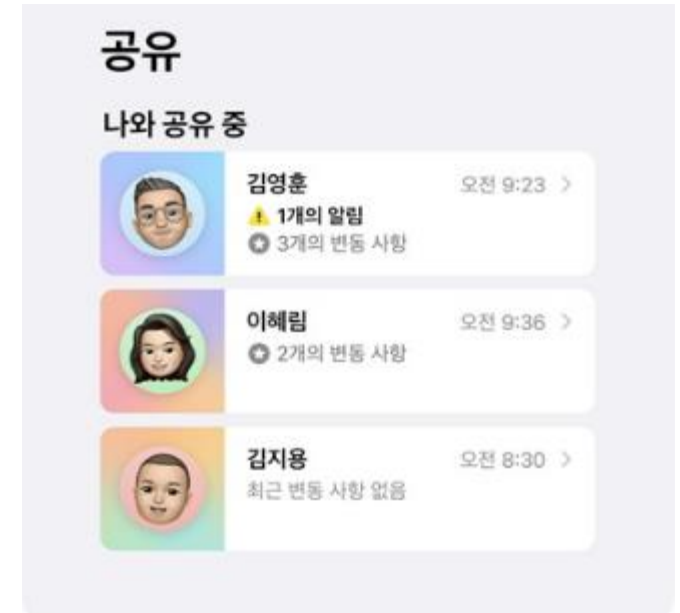 공유
나와 공유 중
김영훈
오전 9:23
1개의 알림
3개의 변동 사항
이혜림
오전 9:36
2개의 변동 사항
김지용
오전 8:30
최근 변동 사항 없음